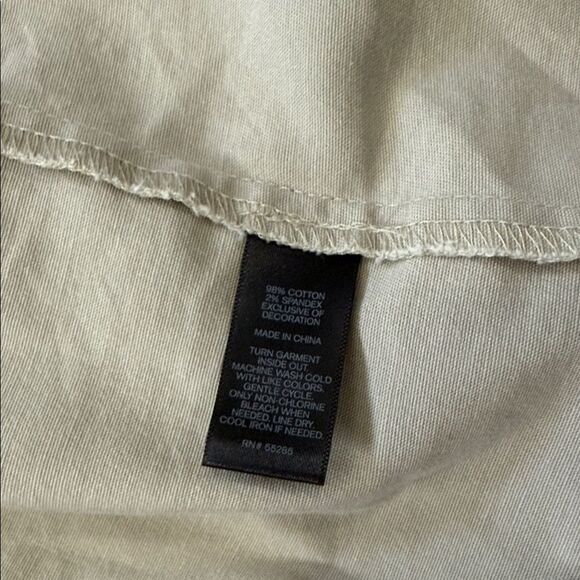 98% COTTON
2% SPANDEX
EXCLUSIVE OF
DECORATION
MADE IN CHINA
TURN GARMENT
INSIDE OUT.
MACHINE WASH COLD
WITH LIKE COLORS.
GENTLE CYCLE.
ONLY NON-CHLORINE
BLEACH WHEN
NEEDED. LINE DRY.
COOL IRON IF NEEDED.
RN# 55285